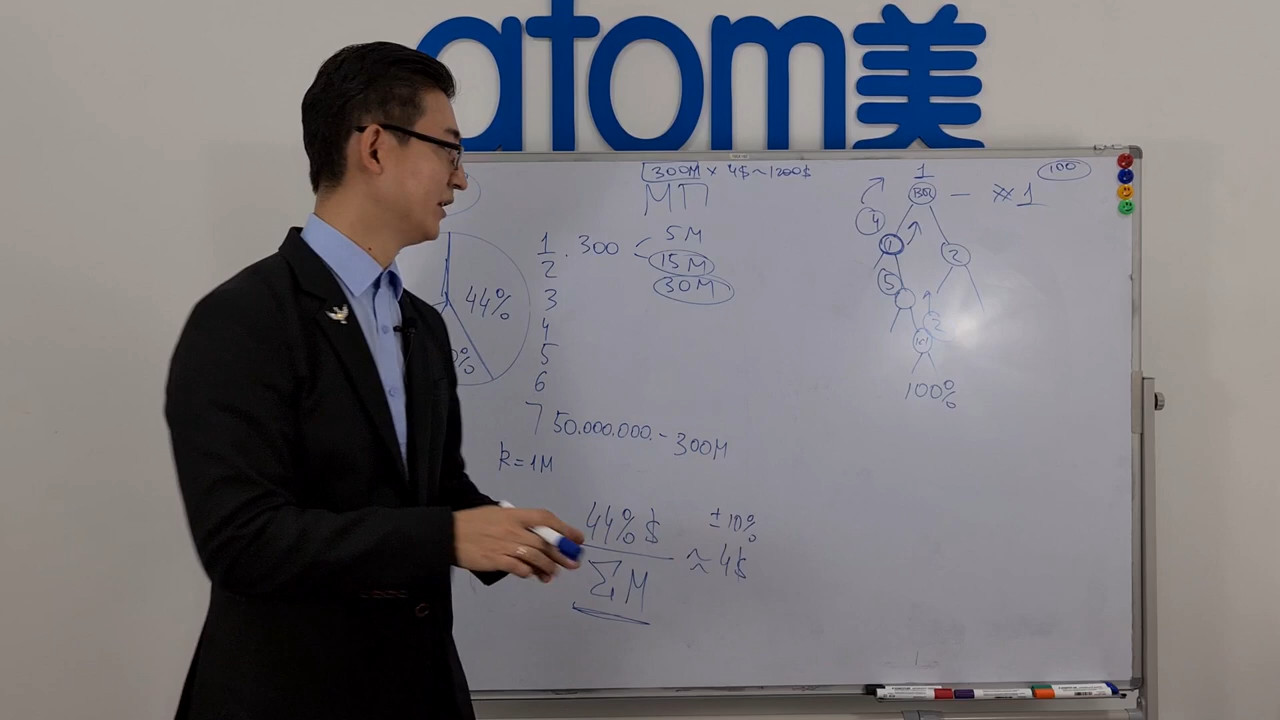 atom美
300M x 4$ ~ 1200$
МП
1 . 300
5M
2
15M
3
30M
4
5
6
7 50.000.000. - 300M
k = 1M
44%
%
44% $
ΣM
≈ 4$
± 10%
1
1
100
4
1
2
5
100%